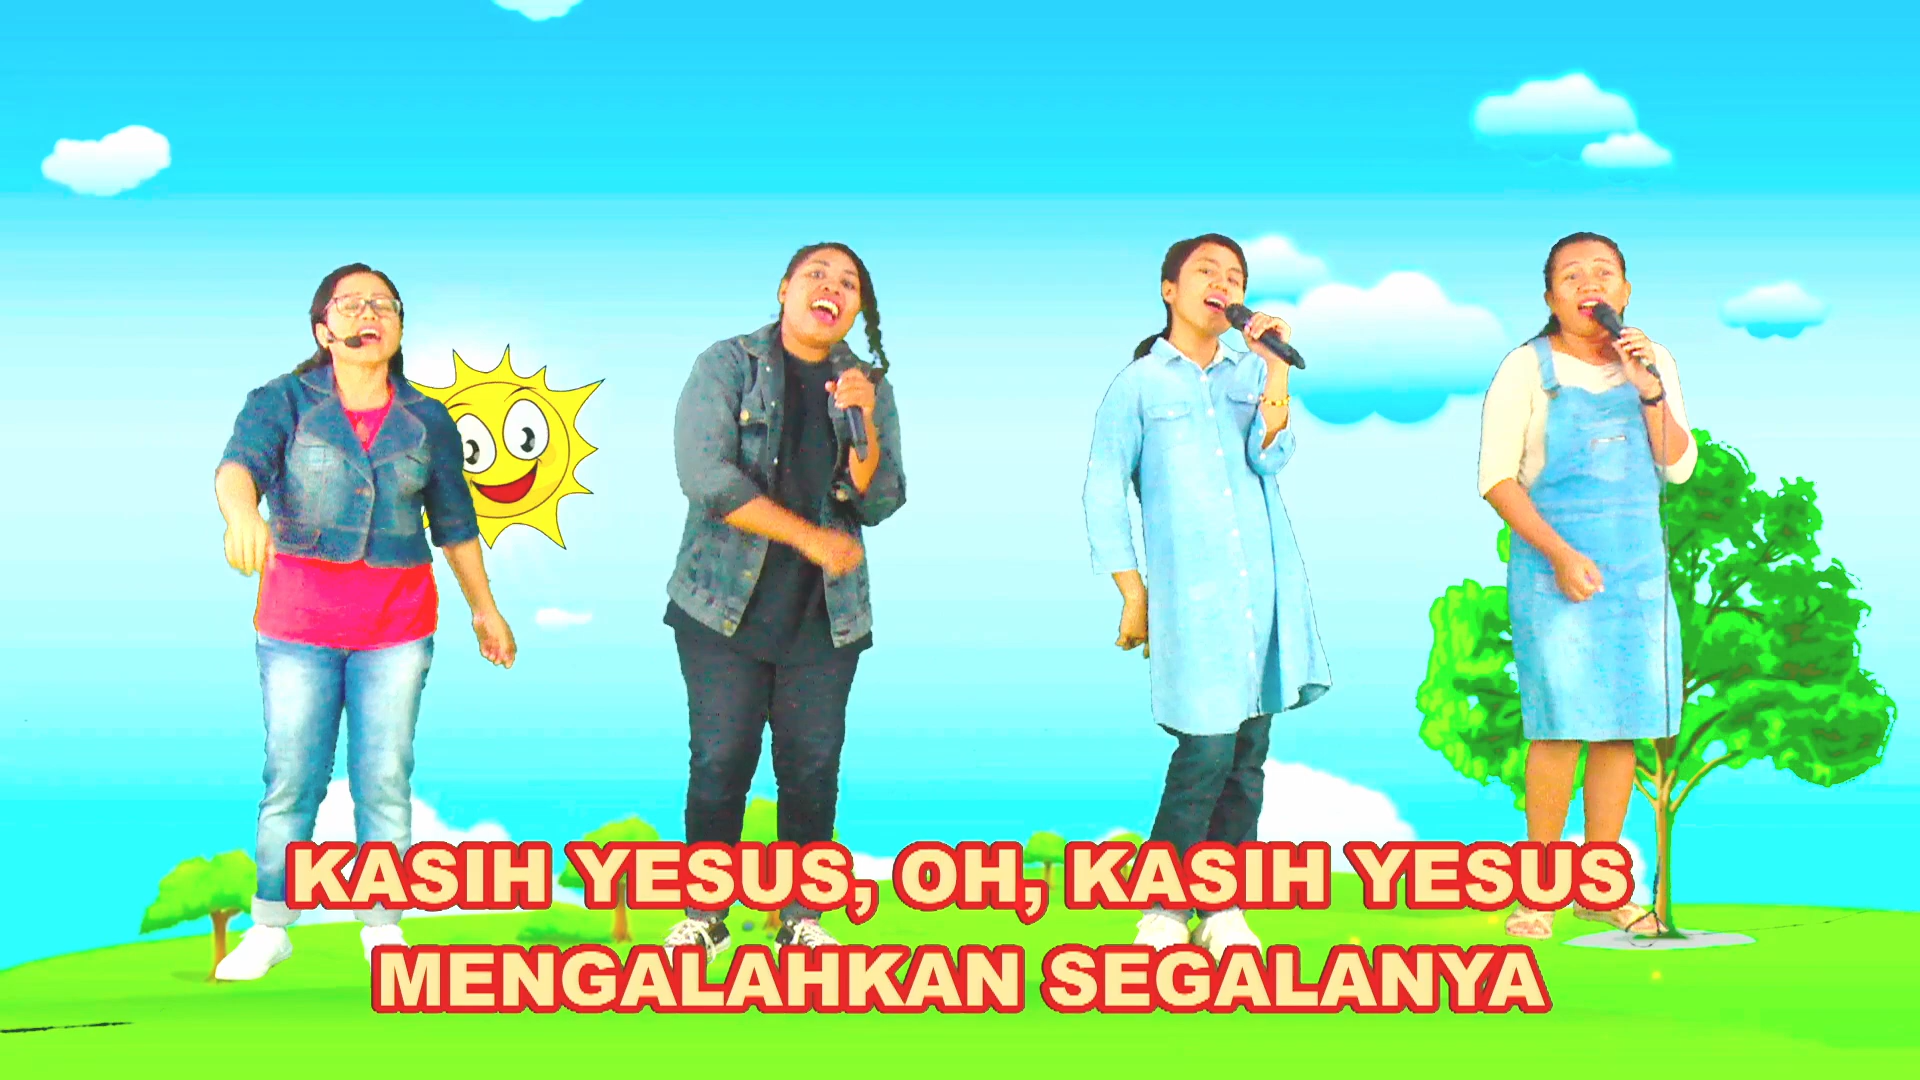 KASIH YESUS, OH, KASIH YESUS
MENGALAHKAN SEGALANYA